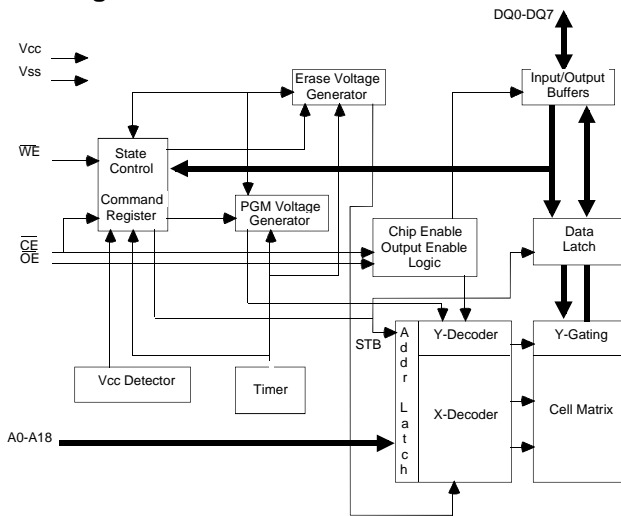 DQ0-DQ7
Vcc
Vss
Erase Voltage
Generator
Input/Output
Buffers
WE
State
Control
Command
Register
PGM Voltage
Generator
CE
OE
Chip Enable
Output Enable
Logic
Data
Latch
STB
Addr Latch
Y-Decoder
Y-Gating
Vcc Detector
Timer
X-Decoder
Cell Matrix
A0-A18